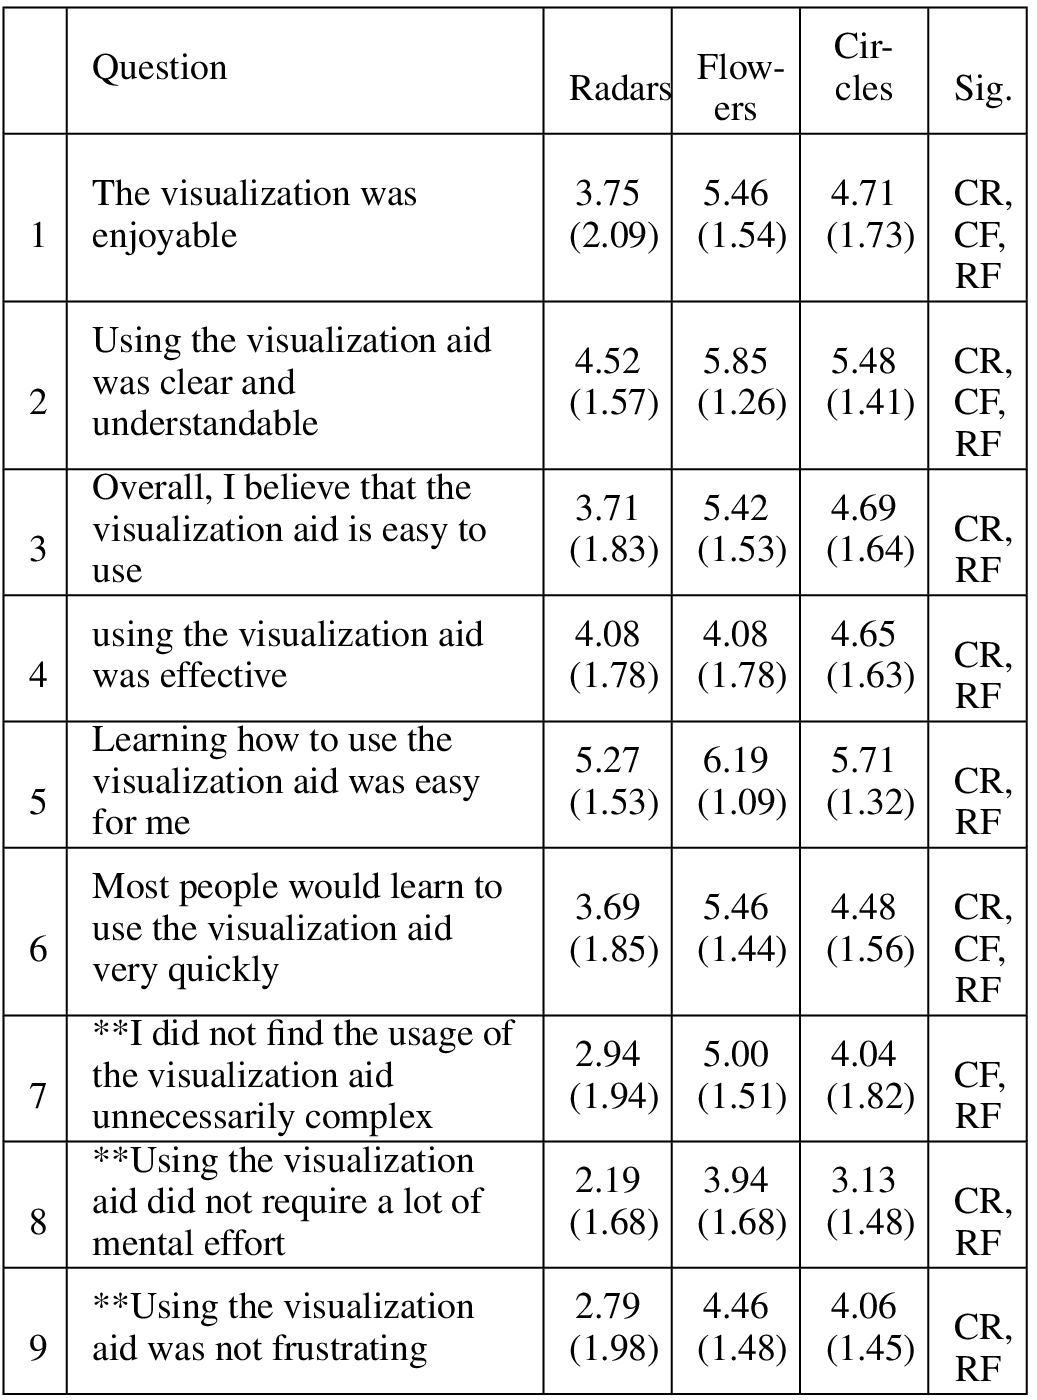 Question Radars Flow- Cir- Sig.
ers cles
The visualization was 3.75 5.46 4.71 CR,
1 enjoyable (2.09) (1.54) (1.73) CF,
RF
Using the visualization aid 4.52 5.85 5.48 CR,
2 was clear and (1.57) (1.26) (1.41) CF,
understandable RF
Overall, I believe that the 3.71 5.42 4.69
3 visualization aid is easy to (1.83) (1.53) (1.64) CR,
use RF
using the visualization aid 4.08 4.08 4.65 CR,
4 was effective (1.78) (1.78) (1.63) RF
Learning how to use the 5.27 6.19 5.71
5 visualization aid was easy (1.53) (1.09) (1.32) CR,
for me RF
Most people would learn to 3.69 5.46 4.48 CR,
6 use the visualization aid (1.85) (1.44) (1.56) CF,
very quickly RF
**I did not find the usage of 2.94 5.00 4.04
7 the visualization aid (1.94) (1.51) (1.82) CF,
unnecessarily complex RF
**Using the visualization 2.19 3.94 3.13
8 aid did not require a lot of (1.68) (1.68) (1.48) CR,
mental effort RF
**Using the visualization 2.79 4.46 4.06 CR,
9 aid was not frustrating (1.98) (1.48) (1.45) RF